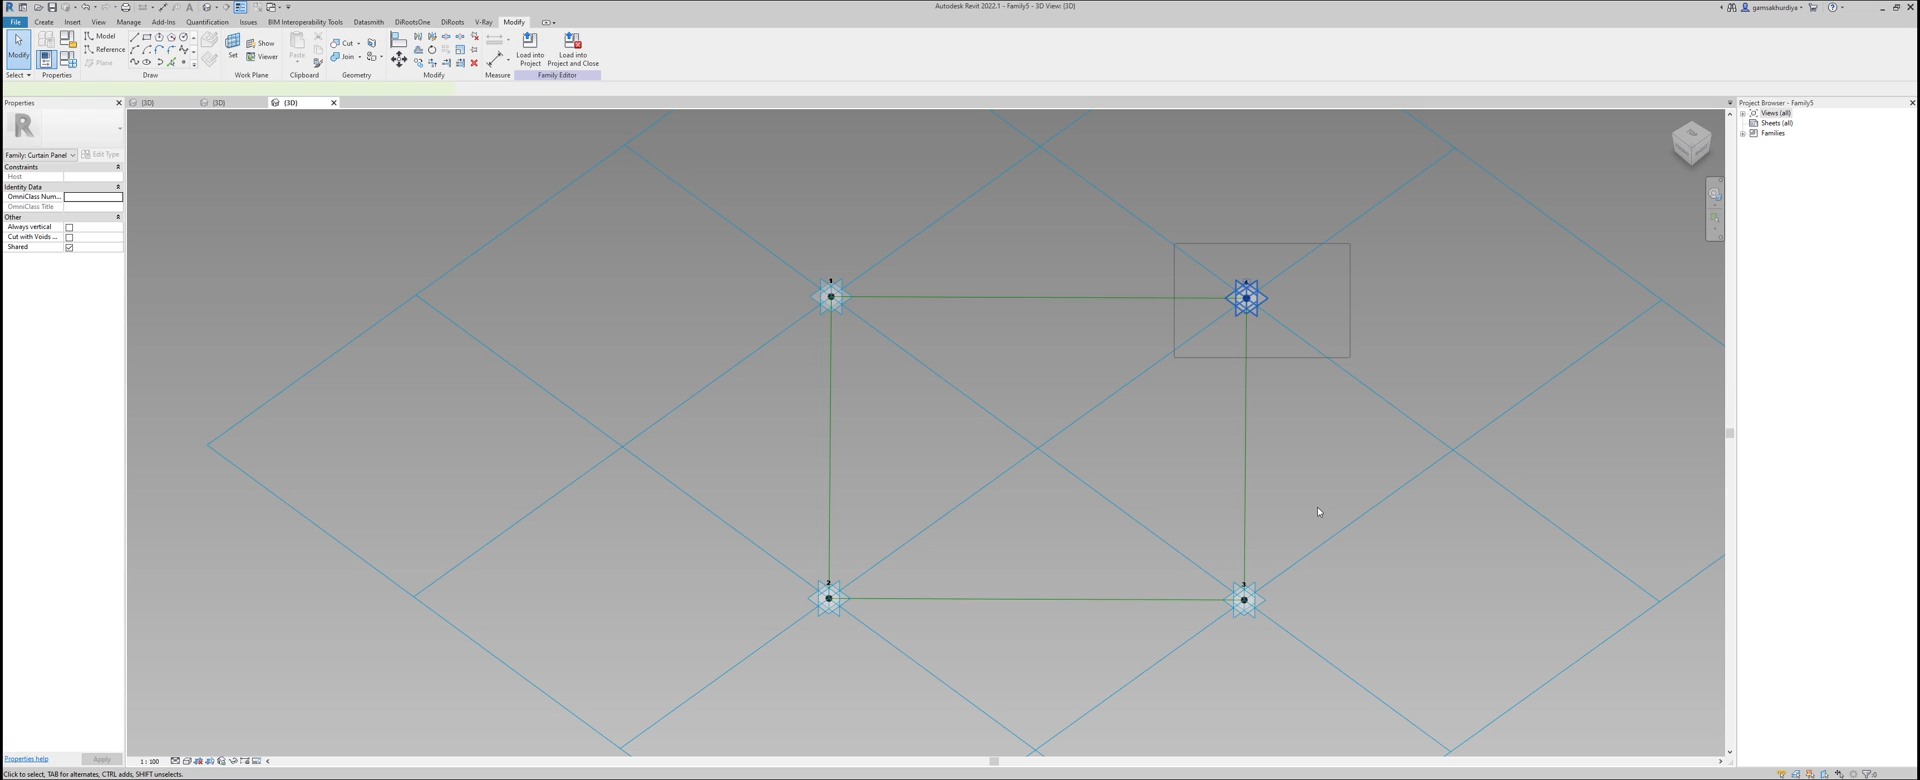 Autodesk Revit 2022.1 - Family5 - 3D View: {3D}
gamsakhurdiya
File Create Insert View Manage Add-Ins Quantification Issues BIM Interoperability Tools Datasmith DiRootsOne DiRoots V-Ray Modify
Modify
Model
Reference
Plane
Set
Show
Viewer
Paste
Cut
Join
Load into Project
Load into Project and Close
Select Properties Draw Work Plane Clipboard Geometry Modify Measure Family Editor
Properties
{3D} {3D} {3D}
Project Browser - Family5
Views (all)
Sheets (all)
Families
R
Family: Curtain Panel
Edit Type
Constraints
Host
Identity Data
OmniClass Num...
OmniClass Title
Other
Always vertical
Cut with Voids ...
Shared
1
2
3
Properties help
Apply
1 : 100
Click to select, TAB for alternates, CTRL adds, SHIFT unselects.
:0